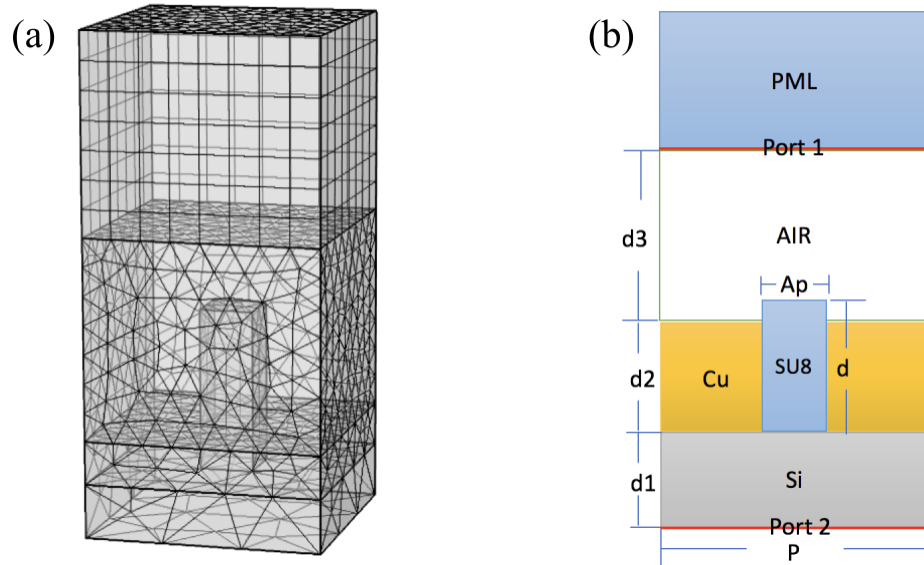 (a)
(b)
PML
Port 1
d3
AIR
Ap
d2
Cu
SU8
d
d1
Si
Port 2
P